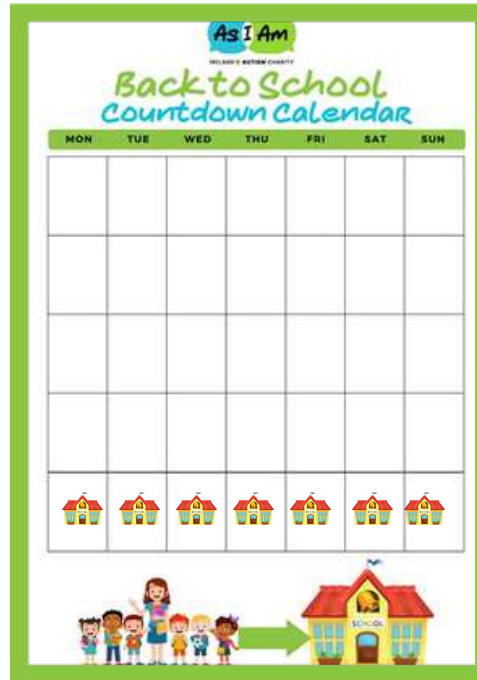 As I Am
IRELAND'S AUTISM CHARITY
Back to School
Countdown Calendar
MON TUE WED THU FRI SAT SUN
SCHOOL